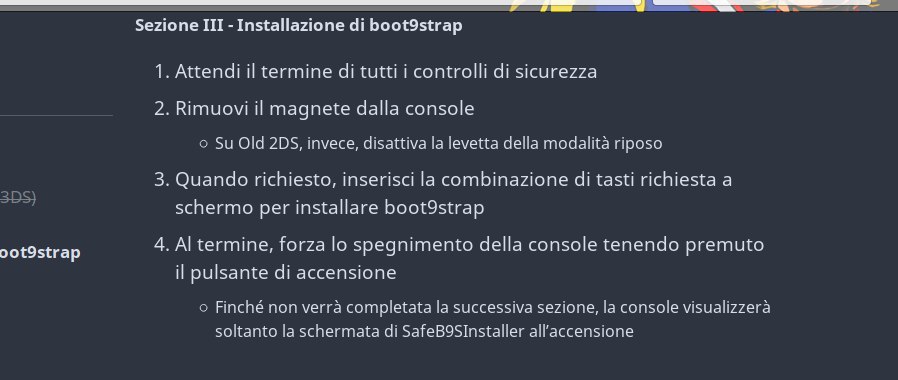 Sezione III - Installazione di boot9strap
1. Attendi il termine di tutti i controlli di sicurezza
2. Rimuovi il magnete dalla console
○ Su Old 2DS, invece, disattiva la levetta della modalità riposo
3DS)
3. Quando richiesto, inserisci la combinazione di tasti richiesta a
schermo per installare boot9strap
oot9strap
4. Al termine, forza lo spegnimento della console tenendo premuto
il pulsante di accensione
○ Finché non verrà completata la successiva sezione, la console visualizzerà
soltanto la schermata di SafeB9SInstaller all’accensione